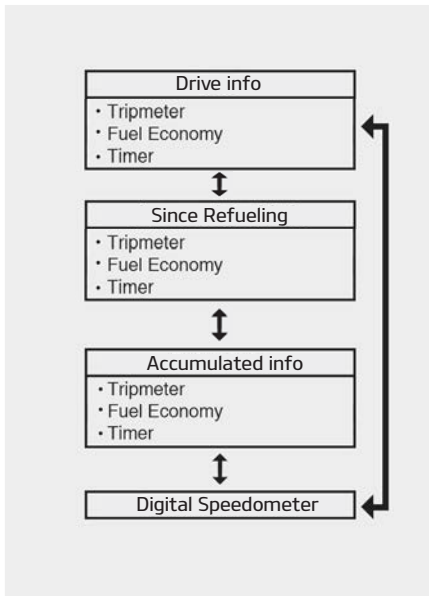 Drive info
• Tripmeter
• Fuel Economy
• Timer
Since Refueling
• Tripmeter
• Fuel Economy
• Timer
Accumulated info
• Tripmeter
• Fuel Economy
• Timer
Digital Speedometer